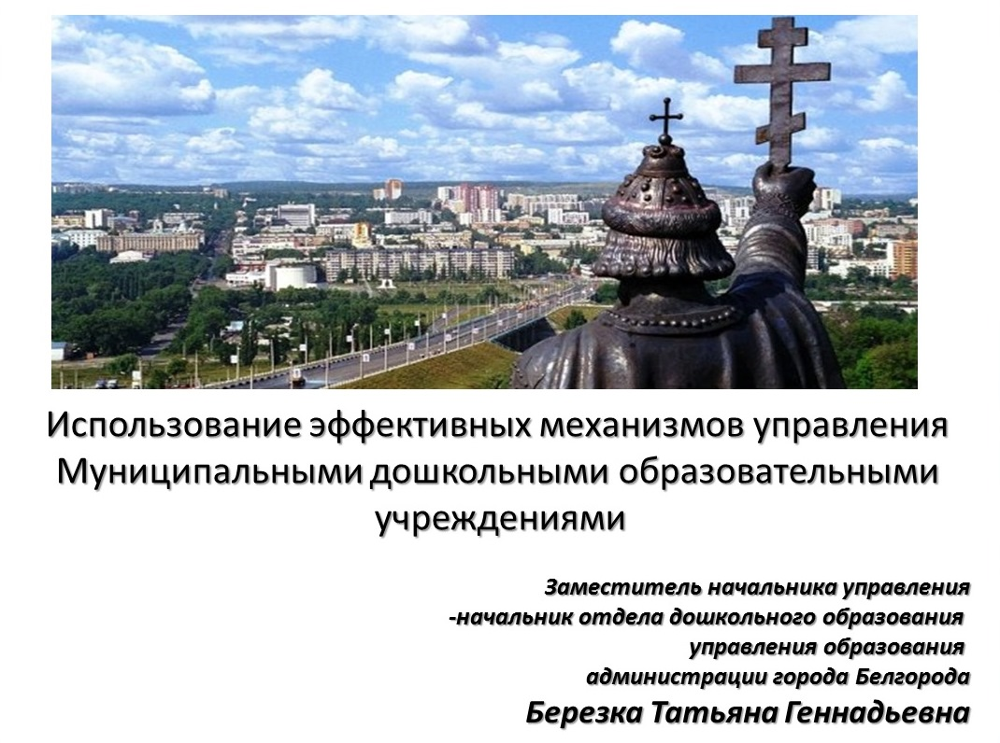 Использование эффективных механизмов управления
Муниципальными дошкольными образовательными
учреждениями
Заместитель начальника управления
-начальник отдела дошкольного образования
управления образования
администрации города Белгорода
Березка Татьяна Геннадьевна